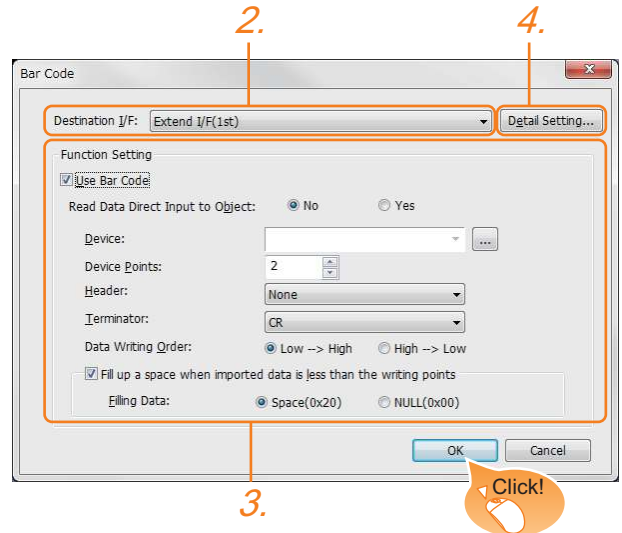 2. 4.
Bar Code
Destination I/F: Extend I/F(1st) Detail Setting...
Function Setting
Use Bar Code
Read Data Direct Input to Object: No Yes
Device: ...
Device Points: 2
Header: None
Terminator: CR
Data Writing Order: Low --> High High --> Low
Fill up a space when imported data is less than the writing points
Filling Data: Space(0x20) NULL(0x00)
OK Cancel
Click!
3.